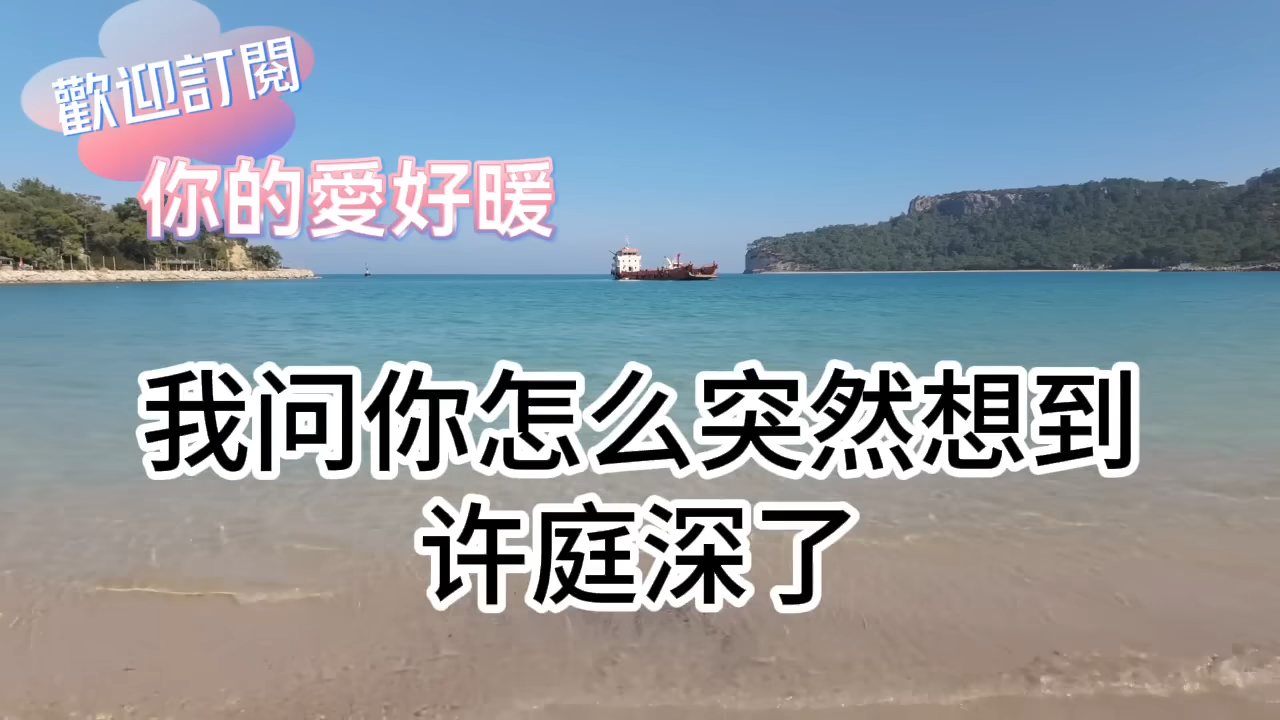 歡迎訂閱
你的愛好暖
我问你怎么突然想到
许庭深了